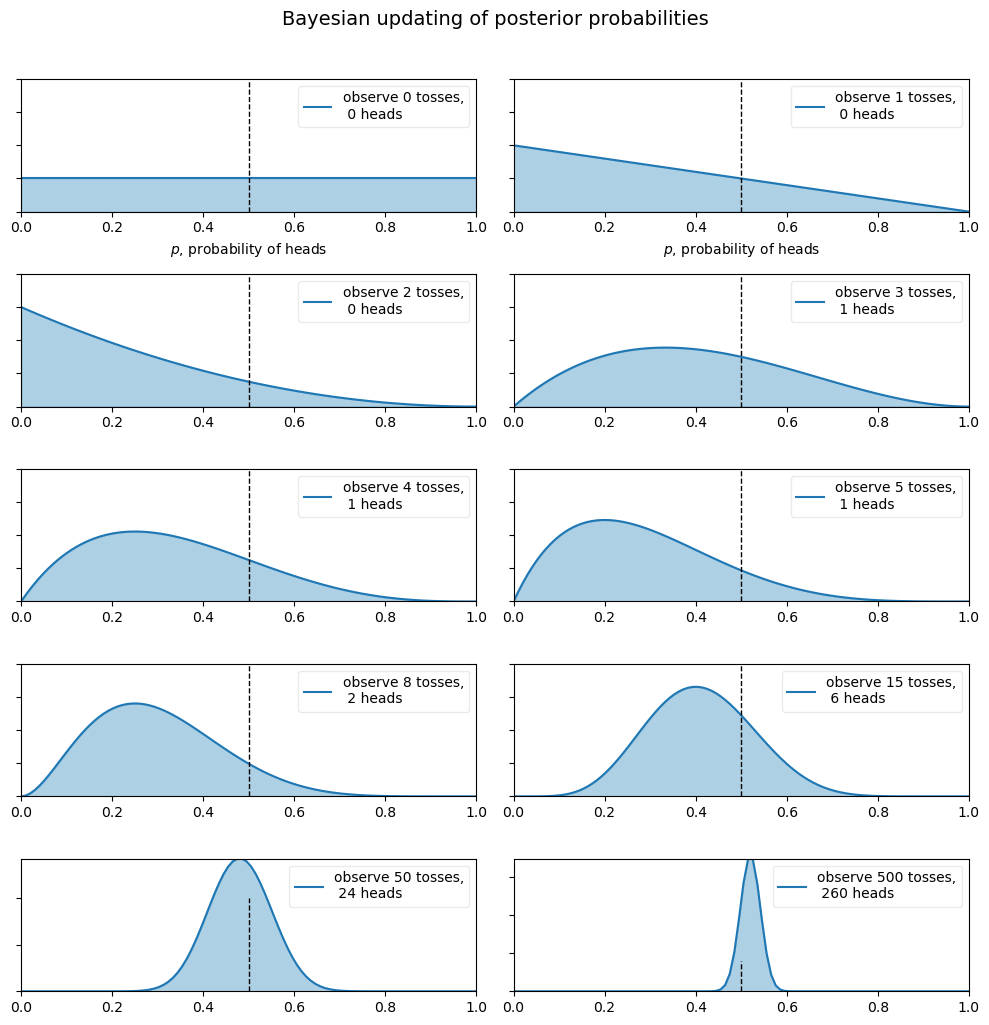 Bayesian updating of posterior probabilities
observe 0 tosses,
0 heads
0.0 0.2 0.4 0.6 0.8 1.0
p, probability of heads
observe 1 tosses,
0 heads
0.0 0.2 0.4 0.6 0.8 1.0
p, probability of heads
observe 2 tosses,
0 heads
0.0 0.2 0.4 0.6 0.8 1.0
observe 3 tosses,
1 heads
0.0 0.2 0.4 0.6 0.8 1.0
observe 4 tosses,
1 heads
0.0 0.2 0.4 0.6 0.8 1.0
observe 5 tosses,
1 heads
0.0 0.2 0.4 0.6 0.8 1.0
observe 8 tosses,
2 heads
0.0 0.2 0.4 0.6 0.8 1.0
observe 15 tosses,
6 heads
0.0 0.2 0.4 0.6 0.8 1.0
observe 50 tosses,
24 heads
0.0 0.2 0.4 0.6 0.8 1.0
observe 500 tosses,
260 heads
0.0 0.2 0.4 0.6 0.8 1.0